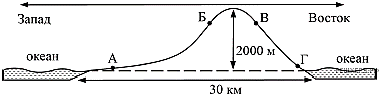 Запад
Восток
Б
В
океан
А
2000 м
Г
океан
30 км